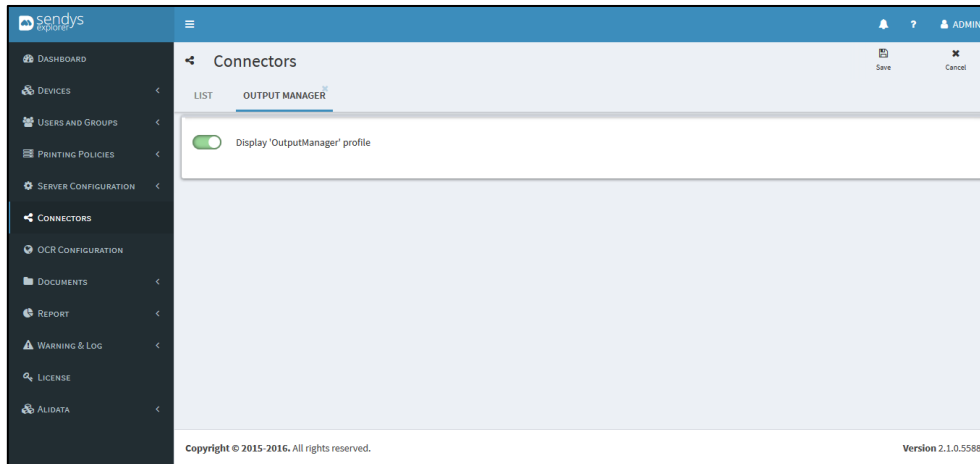 sendys
explorer
ADMIN
DASHBOARD
Connectors
Save
Cancel
DEVICES
LIST
OUTPUT MANAGER
USERS AND GROUPS
Display 'OutputManager' profile
PRINTING POLICIES
SERVER CONFIGURATION
CONNECTORS
OCR CONFIGURATION
DOCUMENTS
REPORT
WARNING & LOG
LICENSE
ALIDATA
Copyright © 2015-2016. All rights reserved.
Version 2.1.0.5588